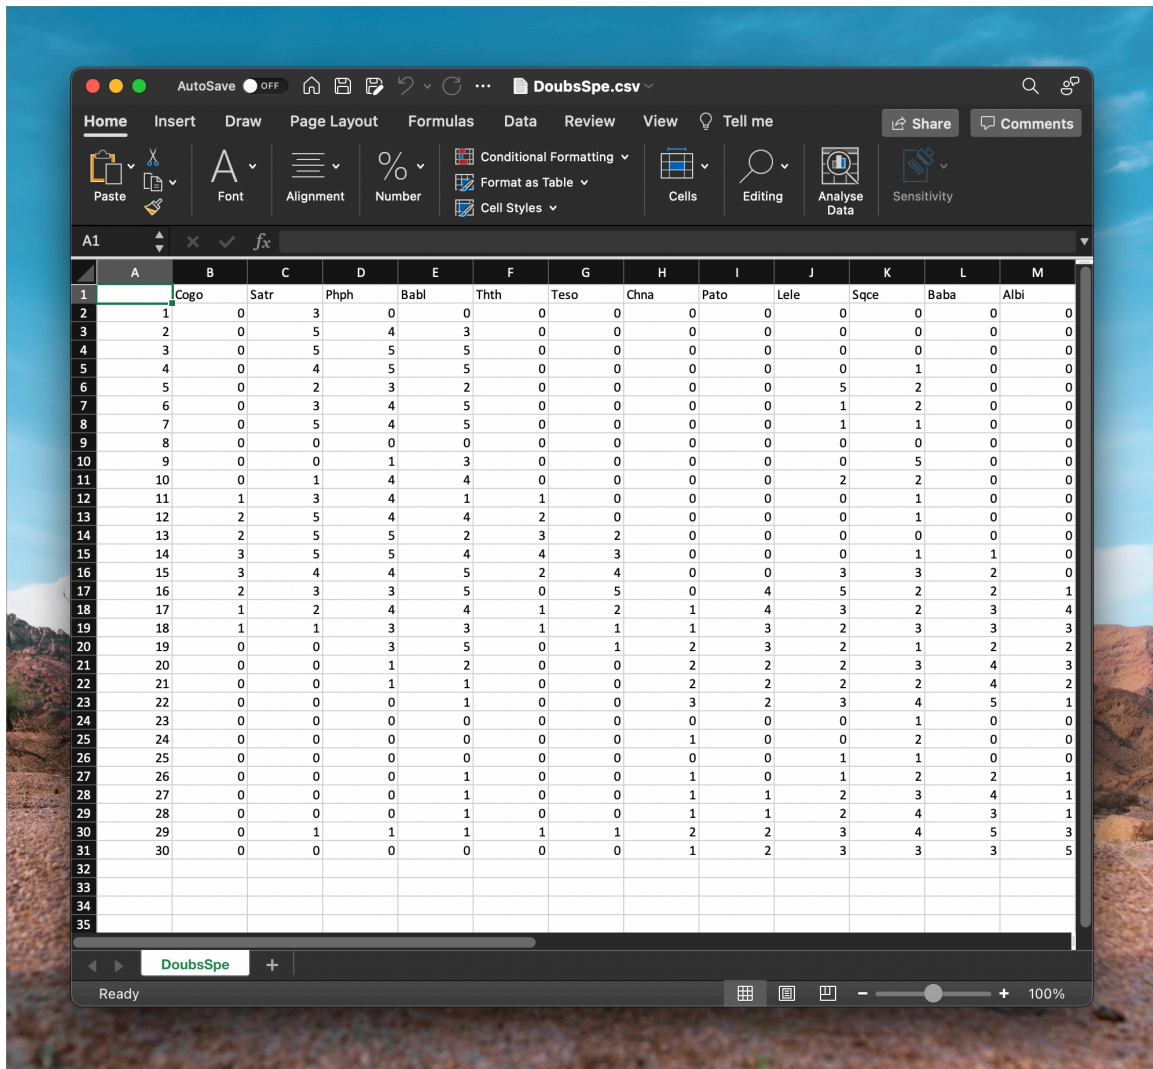 AutoSave OFF DoubsSpe.csv
Home Insert Draw Page Layout Formulas Data Review View Tell me Share Comments
Paste Font Alignment % Number Conditional Formatting Format as Table Cell Styles Cells Editing Analyse Data Sensitivity
A1 fx
A B C D E F G H I J K L M
1 Cogo Satr Phph Babl Thth Teso Chna Pato Lele Sqce Baba Albi
2 1 0 3 0 0 0 0 0 0 0 0 0 0
3 2 0 5 4 3 0 0 0 0 0 0 0 0
4 3 0 5 5 5 0 0 0 0 0 0 0 0
5 4 0 4 5 5 0 0 0 0 0 1 0 0
6 5 0 2 3 2 0 0 0 0 5 2 0 0
7 6 0 3 4 5 0 0 0 0 1 2 0 0
8 7 0 5 4 5 0 0 0 0 1 1 0 0
9 8 0 0 0 0 0 0 0 0 0 0 0 0
10 9 0 0 1 3 0 0 0 0 0 5 0 0
11 10 0 1 4 4 0 0 0 0 2 2 0 0
12 11 1 3 4 1 1 0 0 0 0 1 0 0
13 12 2 5 4 4 2 0 0 0 0 1 0 0
14 13 2 5 5 2 3 2 0 0 0 0 0 0
15 14 3 5 5 4 4 3 0 0 0 1 1 0
16 15 3 4 4 5 2 4 0 0 3 3 2 0
17 16 2 3 3 5 0 5 0 4 5 2 2 1
18 17 1 2 4 4 1 2 1 4 3 2 3 4
19 18 1 1 3 3 1 1 1 3 2 3 3 3
20 19 0 0 3 5 0 1 2 3 2 1 2 2
21 20 0 0 1 2 0 0 2 2 2 3 4 3
22 21 0 0 1 1 0 0 2 2 2 2 4 2
23 22 0 0 0 1 0 0 3 2 3 4 5 1
24 23 0 0 0 0 0 0 0 0 0 1 0 0
25 24 0 0 0 0 0 0 1 0 0 2 0 0
26 25 0 0 0 0 0 0 0 0 1 1 0 0
27 26 0 0 0 1 0 0 1 0 1 2 2 1
28 27 0 0 0 1 0 0 1 1 2 3 4 1
29 28 0 0 0 1 0 0 1 1 2 4 3 1
30 29 0 1 1 1 1 1 2 2 3 4 5 3
31 30 0 0 0 0 0 0 1 2 3 3 3 5
32
33
34
35
DoubsSpe +
Ready 100%